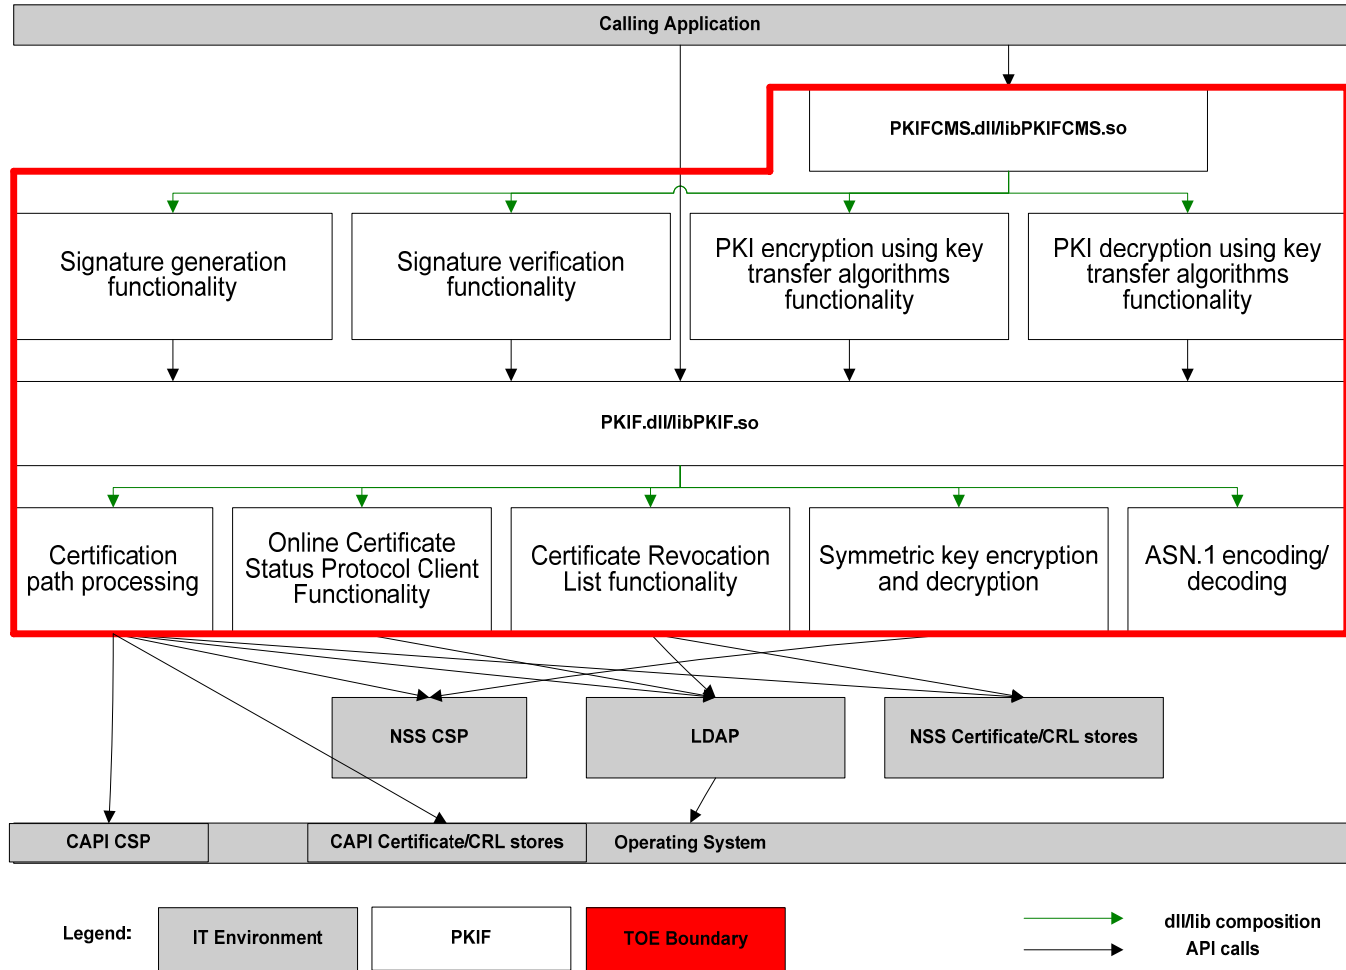 Calling Application
PKIFCMS.dll/libPKIFCMS.so
Signature generation
functionality
Signature verification
functionality
PKI encryption using key
transfer algorithms
functionality
PKI decryption using key
transfer algorithms
functionality
PKIF.dll/libPKIF.so
Certification
path processing
Online Certificate
Status Protocol Client
Functionality
Certificate Revocation
List functionality
Symmetric key encryption
and decryption
ASN.1 encoding/
decoding
NSS CSP
LDAP
NSS Certificate/CRL stores
CAPI CSP
CAPI Certificate/CRL stores
Operating System
Legend:
IT Environment
PKIF
TOE Boundary
dll/lib composition
API calls